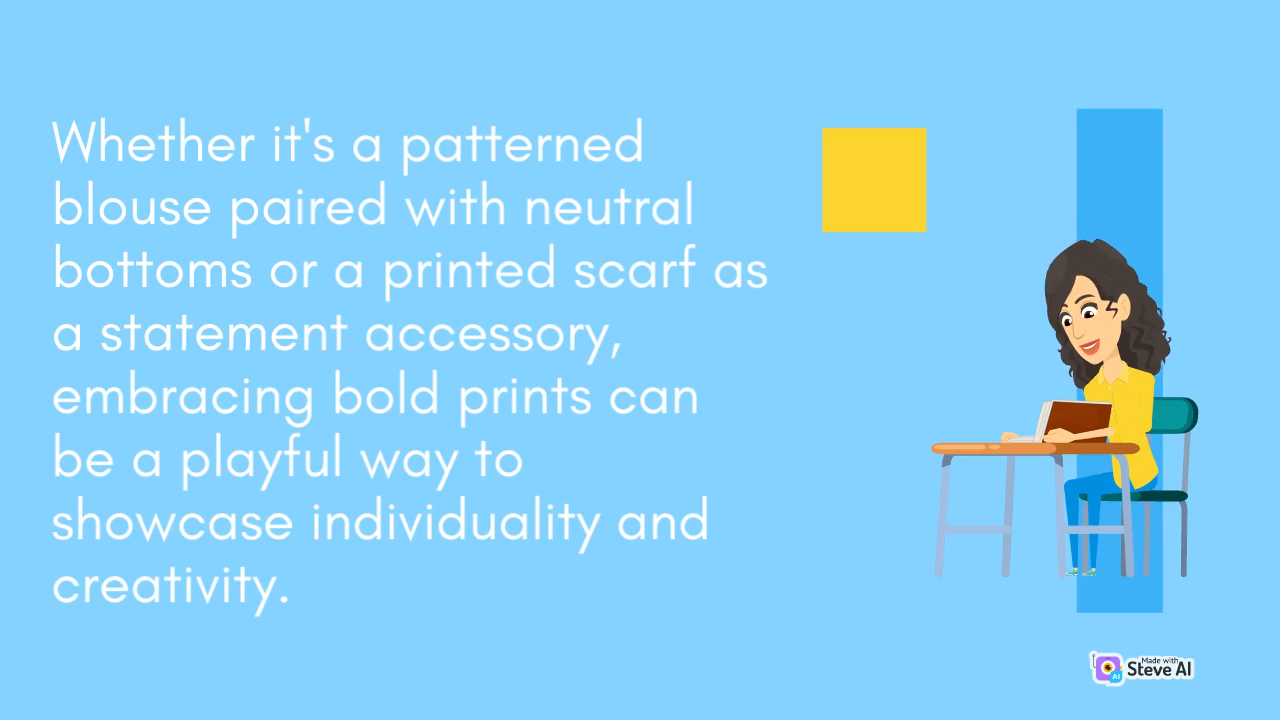 Whether it's a patterned
blouse paired with neutral
bottoms or a printed scarf as
a statement accessory,
embracing bold prints can
be a playful way to
showcase individuality and
creativity.
Made with
Steve AI
AI